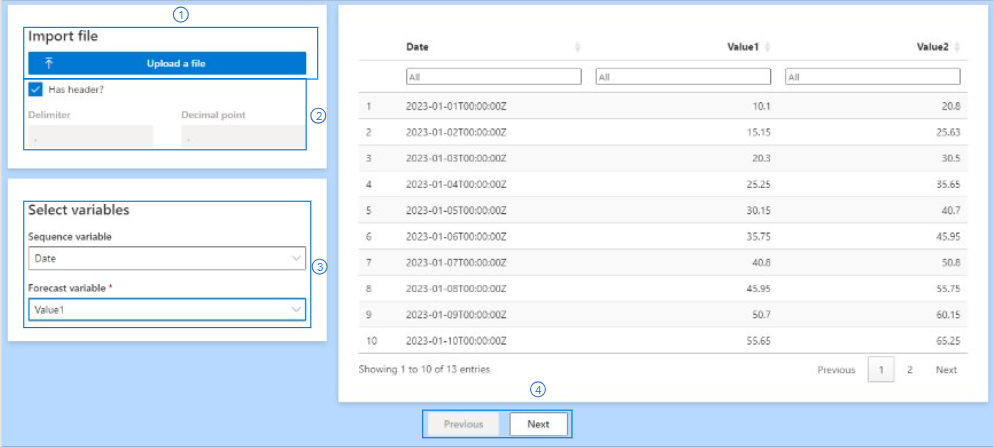 1
Import file
Upload a file
Has header?
2
Delimiter Decimal point
. .
Select variables
Sequence variable
Date
3
Forecast variable *
Value1
Date Value1 Value2
All All All
1 2023-01-01T00:00:00Z 10.1 20.8
2 2023-01-02T00:00:00Z 15.15 25.63
3 2023-01-03T00:00:00Z 20.3 30.5
4 2023-01-04T00:00:00Z 25.25 35.65
5 2023-01-05T00:00:00Z 30.15 40.7
6 2023-01-06T00:00:00Z 35.75 45.95
7 2023-01-07T00:00:00Z 40.8 50.8
8 2023-01-08T00:00:00Z 45.95 55.75
9 2023-01-09T00:00:00Z 50.7 60.15
10 2023-01-10T00:00:00Z 55.65 65.25
Showing 1 to 10 of 13 entries Previous 1 2 Next
4
Previous Next